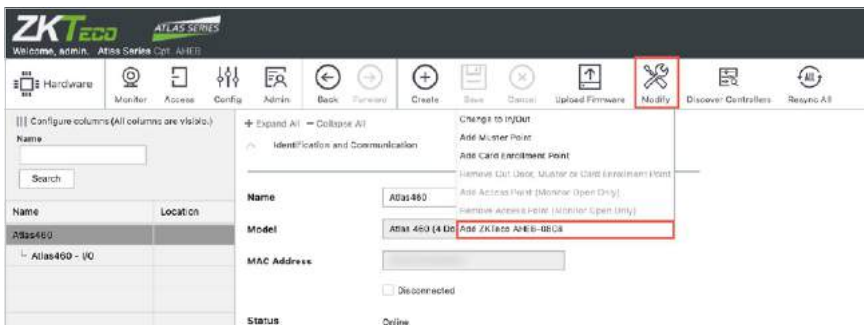 ZKTeco ATLAS SERIES
Welcome, admin. Atlas Series Cpt. AHEB
Hardware
Monitor Access Config Admin Back Forward Create Save Cancel Upload Firmware Modify Discover Controllers Resync All
Configure columns (All columns are visible.)
Name
Search
Name Location
Atlas460
Atlas460 - I/O
+ Expand All − Collapse All
Identification and Communication
Name Atlas460
Model Atlas 460 (4 Do
MAC Address
Disconnected
Status Online
Change to In/Out
Add Muster Point
Add Card Enrollment Point
Remove Out Door, Muster or Card Enrollment Point
Add Access Point (Monitor Open Only)
Remove Access Point (Monitor Open Only)
Add ZKTeco AHEB-0808